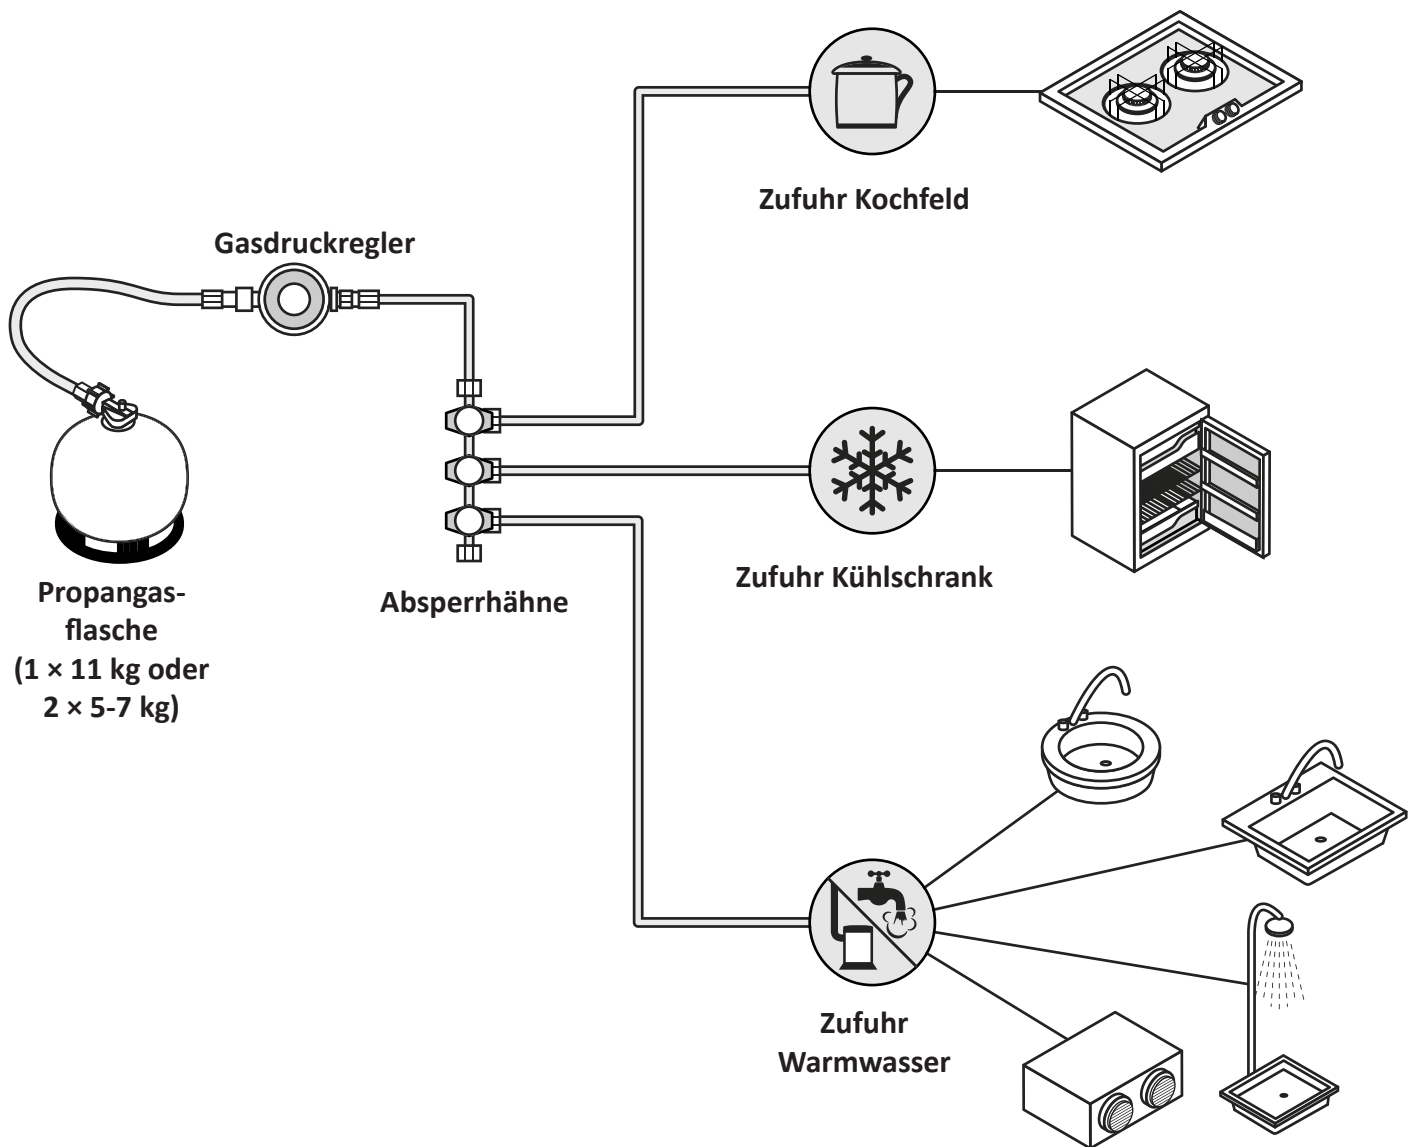 Zufuhr Kochfeld
Gasdruckregler
Zufuhr Kühlschrank
Absperrhähne
Propangas-
flasche
(1 × 11 kg oder
2 × 5-7 kg)
Zufuhr
Warmwasser